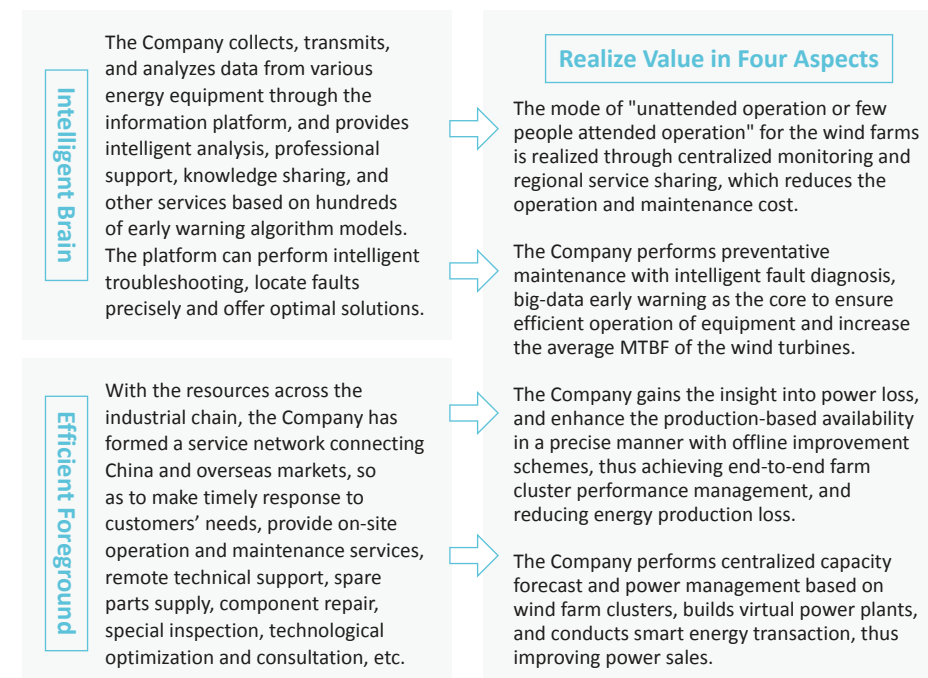 Intelligent Brain
The Company collects, transmits,
and analyzes data from various
energy equipment through the
information platform, and provides
intelligent analysis, professional
support, knowledge sharing, and
other services based on hundreds
of early warning algorithm models.
The platform can perform intelligent
troubleshooting, locate faults
precisely and offer optimal solutions.
Efficient Foreground
With the resources across the
industrial chain, the Company has
formed a service network connecting
China and overseas markets, so
as to make timely response to
customers' needs, provide on-site
operation and maintenance services,
remote technical support, spare
parts supply, component repair,
special inspection, technological
optimization and consultation, etc.
Realize Value in Four Aspects
The mode of "unattended operation or few
people attended operation" for the wind farms
is realized through centralized monitoring and
regional service sharing, which reduces the
operation and maintenance cost.
The Company performs preventative
maintenance with intelligent fault diagnosis,
big-data early warning as the core to ensure
efficient operation of equipment and increase
the average MTBF of the wind turbines.
The Company gains the insight into power loss,
and enhance the production-based availability
in a precise manner with offline improvement
schemes, thus achieving end-to-end farm
cluster performance management, and
reducing energy production loss.
The Company performs centralized capacity
forecast and power management based on
wind farm clusters, builds virtual power plants,
and conducts smart energy transaction, thus
improving power sales.